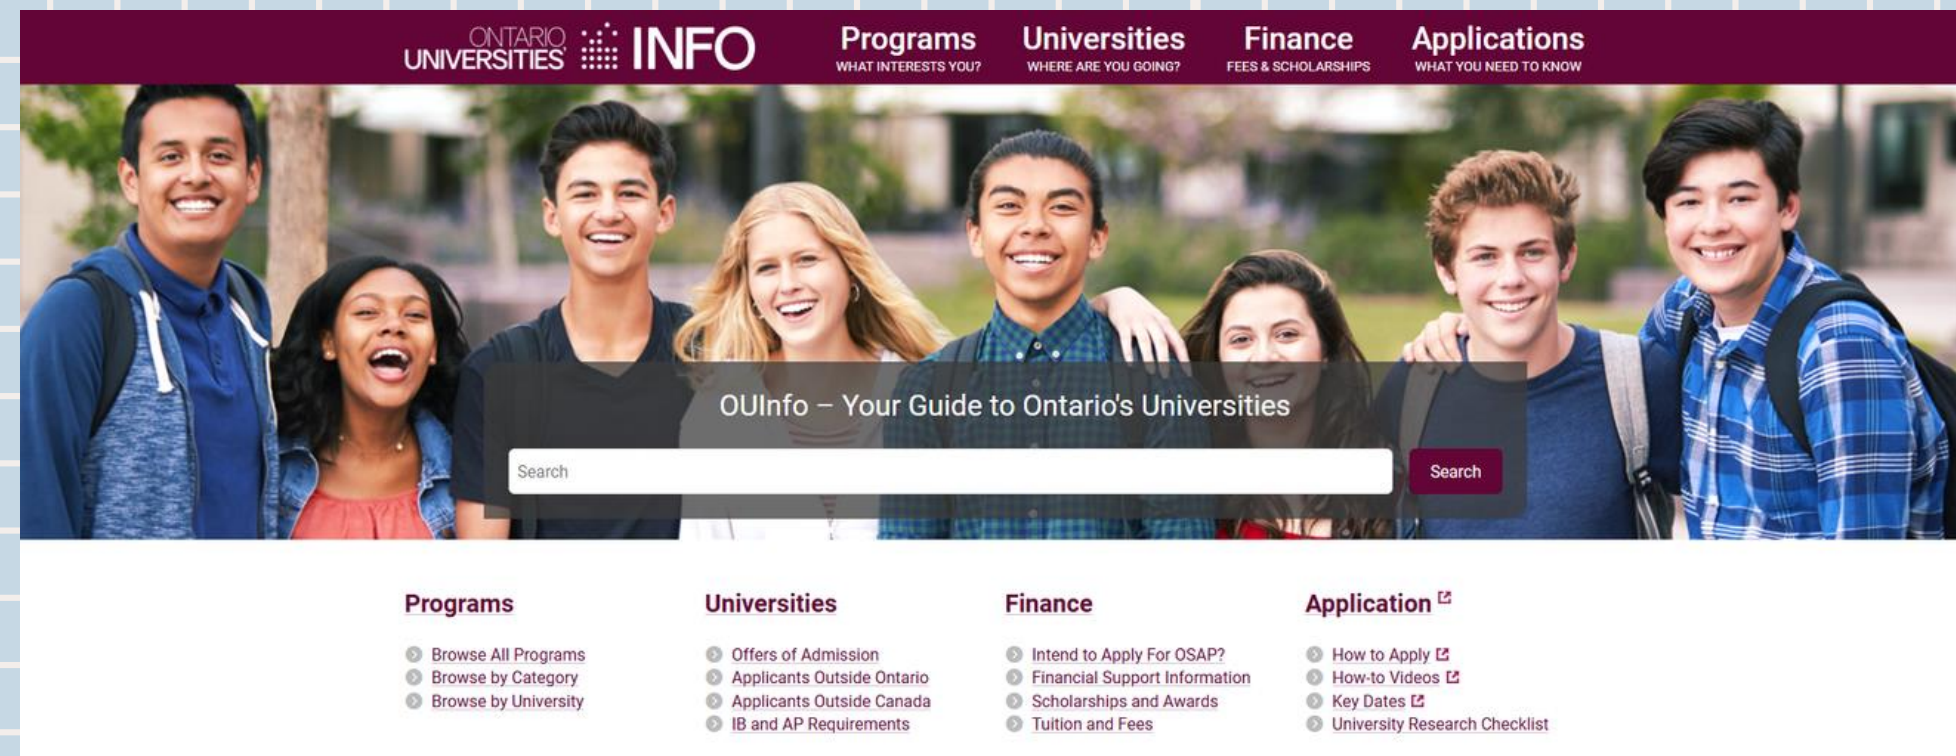 ONTARIO
UNIVERSITIES' INFO
Programs
WHAT INTERESTS YOU?
Universities
WHERE ARE YOU GOING?
Finance
FEES & SCHOLARSHIPS
Applications
WHAT YOU NEED TO KNOW
OUInfo – Your Guide to Ontario's Universities
Search
Search
Programs
Browse All Programs
Browse by Category
Browse by University
Universities
Offers of Admission
Applicants Outside Ontario
Applicants Outside Canada
IB and AP Requirements
Finance
Intend to Apply For OSAP?
Financial Support Information
Scholarships and Awards
Tuition and Fees
Application
How to Apply
How-to Videos
Key Dates
University Research Checklist